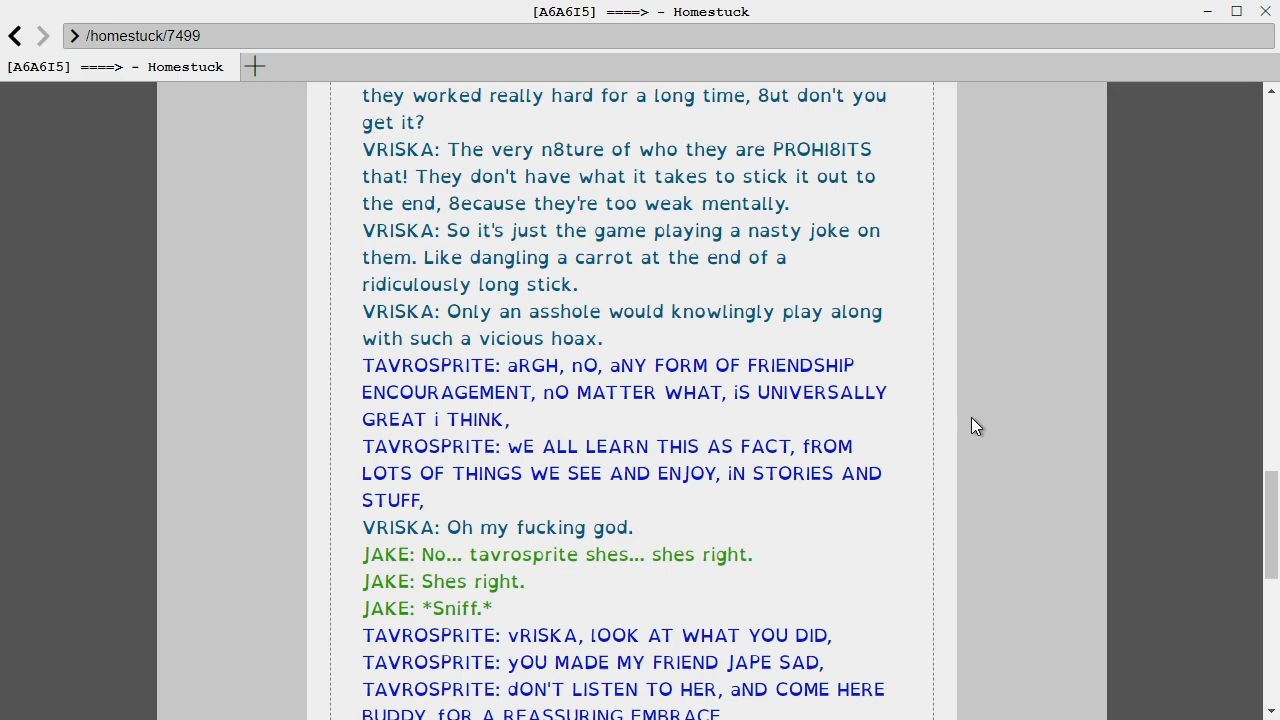 [A6A6I5] ====> - Homestuck
/homestuck/7499
[A6A6I5] ====> - Homestuck
they worked really hard for a long time, 8ut don't you
get it?
VRISKA: The very n8ture of who they are PROHI8ITS
that! They don't have what it takes to stick it out to
the end, 8ecause they're too weak mentally.
VRISKA: So it's just the game playing a nasty joke on
them. Like dangling a carrot at the end of a
ridiculously long stick.
VRISKA: Only an asshole would knowlingly play along
with such a vicious hoax.
TAVROSPRITE: aRGH, nO, aNY FORM OF FRIENDSHIP
ENCOURAGEMENT, nO MATTER WHAT, iS UNIVERSALLY
GREAT i THINK,
TAVROSPRITE: wE ALL LEARN THIS AS FACT, fROM
LOTS OF THINGS WE SEE AND ENJOY, iN STORIES AND
STUFF,
VRISKA: Oh my fucking god.
JAKE: No... tavrosprite shes... shes right.
JAKE: Shes right.
JAKE: *Sniff.*
TAVROSPRITE: vRISKA, lOOK AT WHAT YOU DID,
TAVROSPRITE: yOU MADE MY FRIEND JAPE SAD,
TAVROSPRITE: dON'T LISTEN TO HER, aND COME HERE
BUDDY, fOR A REASSURING EMBRACE